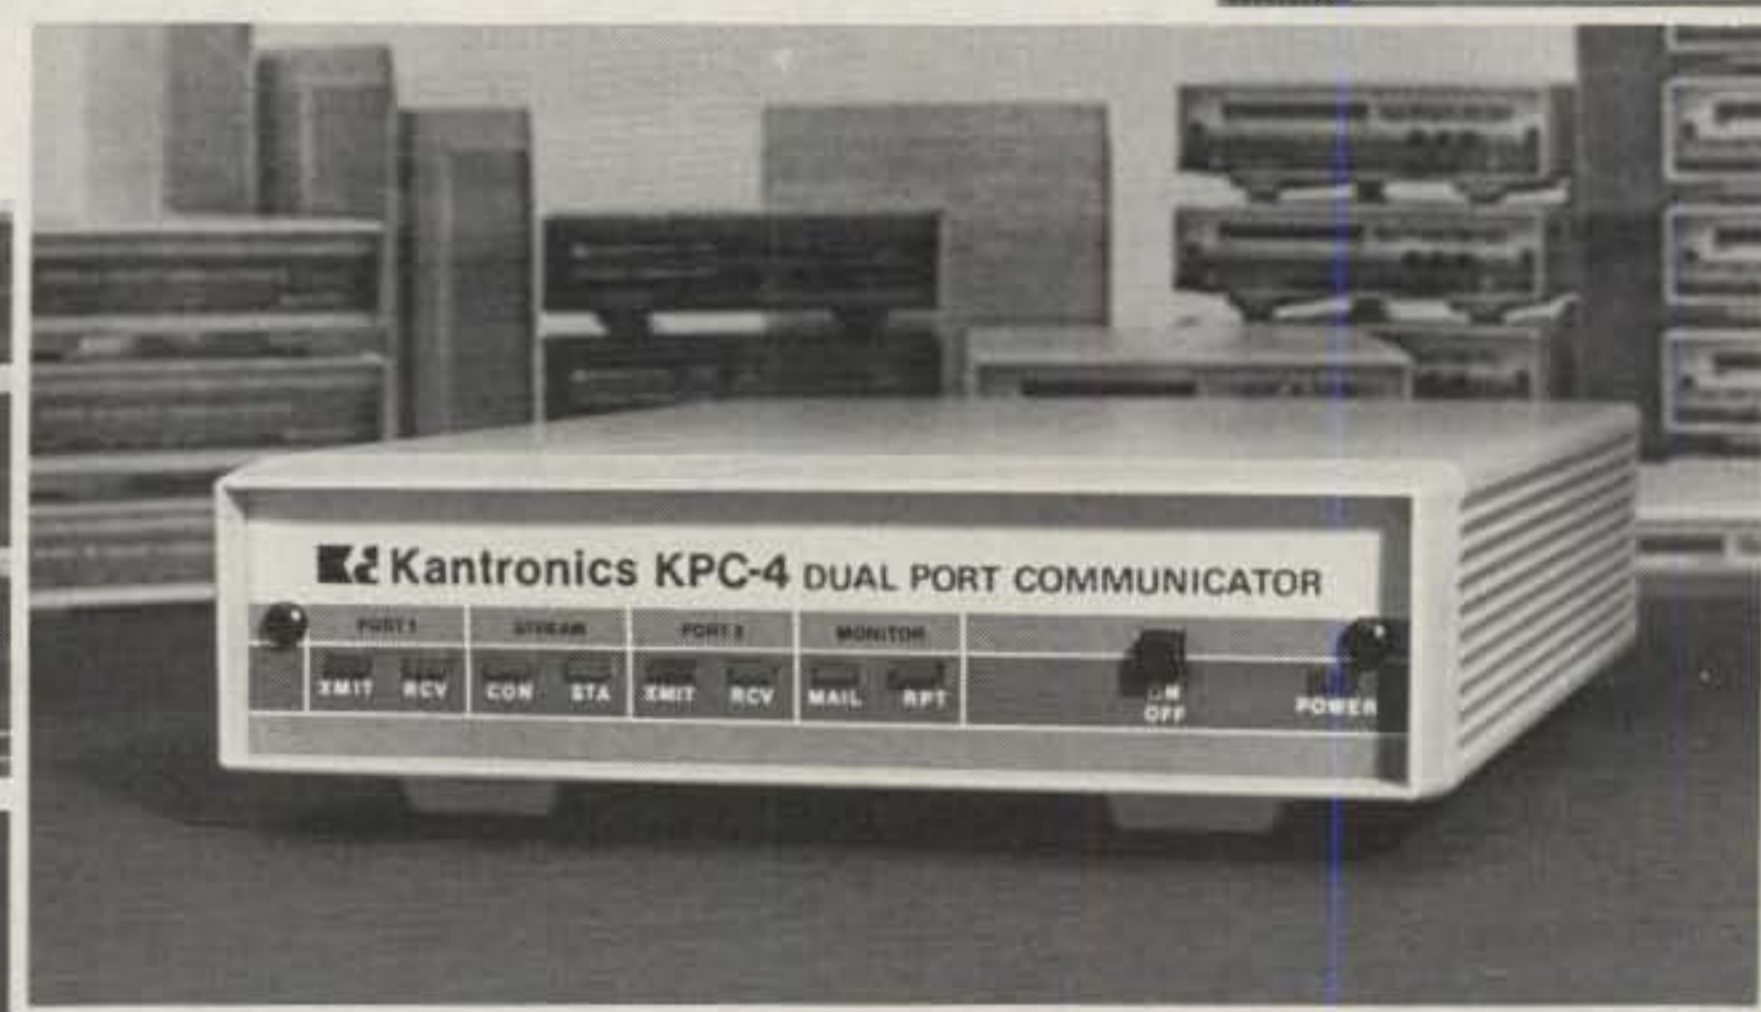 Kantronics KPC-4 DUAL PORT COMMUNICATOR
PORT 1 STREAM PORT 2 MONITOR
XMIT RCV CON STA XMIT RCV MAIL RPT
ON
OFF
POWER